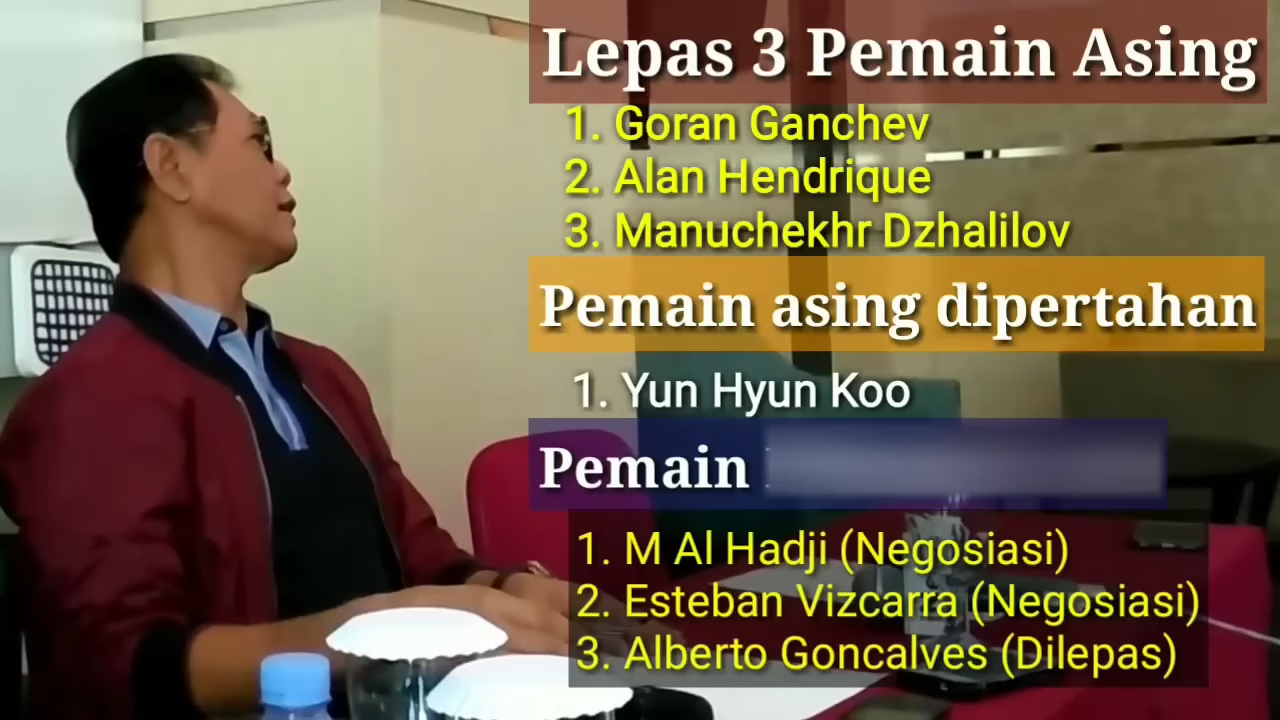 Lepas 3 Pemain Asing
1. Goran Ganchev
2. Alan Hendrique
3. Manuchekhr Dzhalilov
Pemain asing dipertahan
1. Yun Hyun Koo
Pemain
1. M Al Hadji (Negosiasi)
2. Esteban Vizcarra (Negosiasi)
3. Alberto Goncalves (Dilepas)